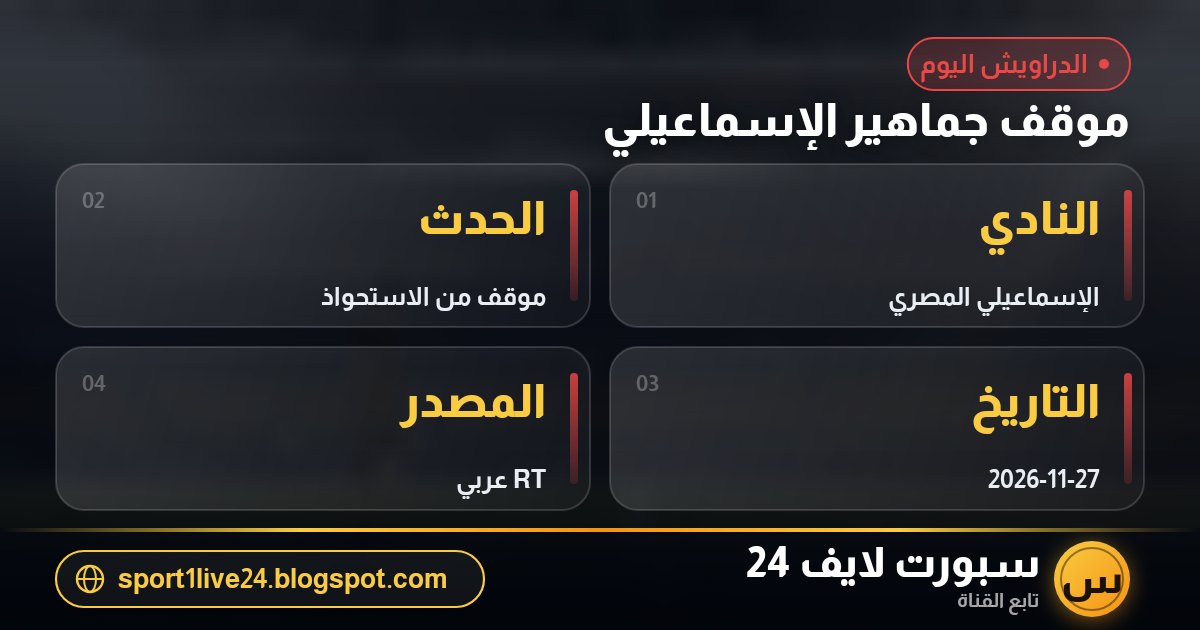 الدراويش اليوم
موقف جماهير الإسماعيلي
01
النادي
الإسماعيلي المصري
02
الحدث
موقف من الاستحواذ
03
التاريخ
2026-11-27
04
المصدر
RT عربي
س
سبورت لايف 24
تابع القناة
sport1live24.blogspot.com